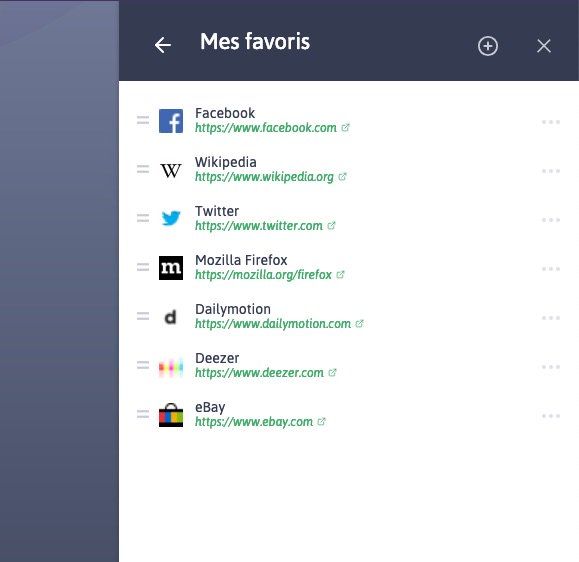 Mes favoris
Facebook
https://www.facebook.com
Wikipedia
https://www.wikipedia.org
Twitter
https://www.twitter.com
Mozilla Firefox
https://mozilla.org/firefox
Dailymotion
https://www.dailymotion.com
Deezer
https://www.deezer.com
eBay
https://www.ebay.com